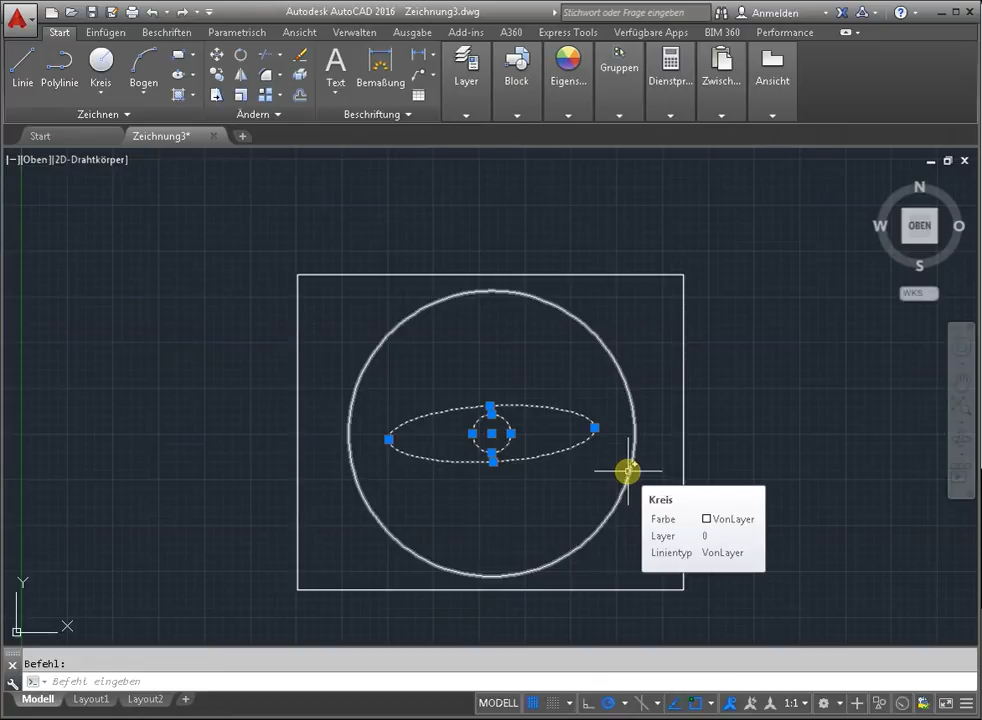 Autodesk AutoCAD 2016 Zeichnung3.dwg
Stichwort oder Frage eingeben
Anmelden
Start Einfügen Beschriften Parametrisch Ansicht Verwalten Ausgabe Add-ins A360 Express Tools Verfügbare Apps BIM 360 Performance
Linie Polylinie Kreis Bogen Text Bemaßung Layer Block Eigens... Gruppen Dienstpr... Zwisch... Ansicht
Zeichnen Ändern Beschriftung
Start Zeichnung3*
[−][Oben][2D-Drahtkörper]
N
W OBEN O
S
WKS
Kreis
Farbe VonLayer
Layer 0
Linientyp VonLayer
Y
X
Befehl:
Befehl eingeben
Modell Layout1 Layout2 +
MODELL 1:1